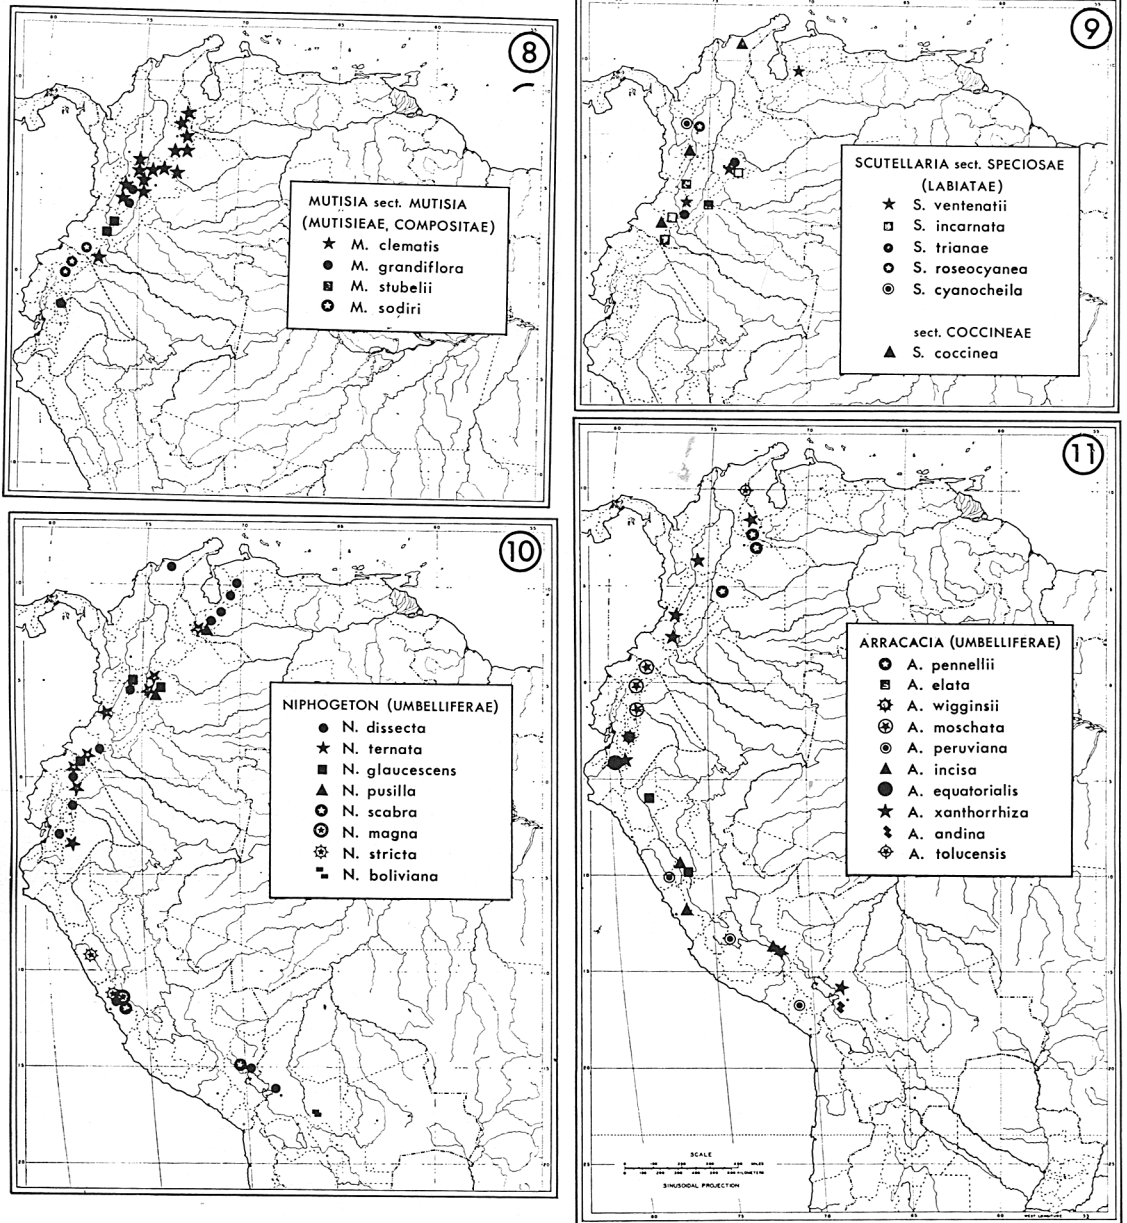 8
MUTISIA sect. MUTISIA
(MUTISIEAE, COMPOSITAE)
M. clematis
M. grandiflora
M. stubelii
M. sodiri
9
SCUTELLARIA sect. SPECIOSAE
(LABIATAE)
S. ventenatii
S. incarnata
S. trianae
S. roseocyanea
S. cyanocheila
sect. COCCINEAE
S. coccinea
10
NIPHOGETON (UMBELLIFERAE)
N. dissecta
N. ternata
N. glaucescens
N. pusilla
N. scabra
N. magna
N. stricta
N. boliviana
11
ARRACACIA (UMBELLIFERAE)
A. pennellii
A. elata
A. wigginsii
A. moschata
A. peruviana
A. incisa
A. equatorialis
A. xanthorrhiza
A. andina
A. tolucensis
SCALE
SINUSOIDAL PROJECTION